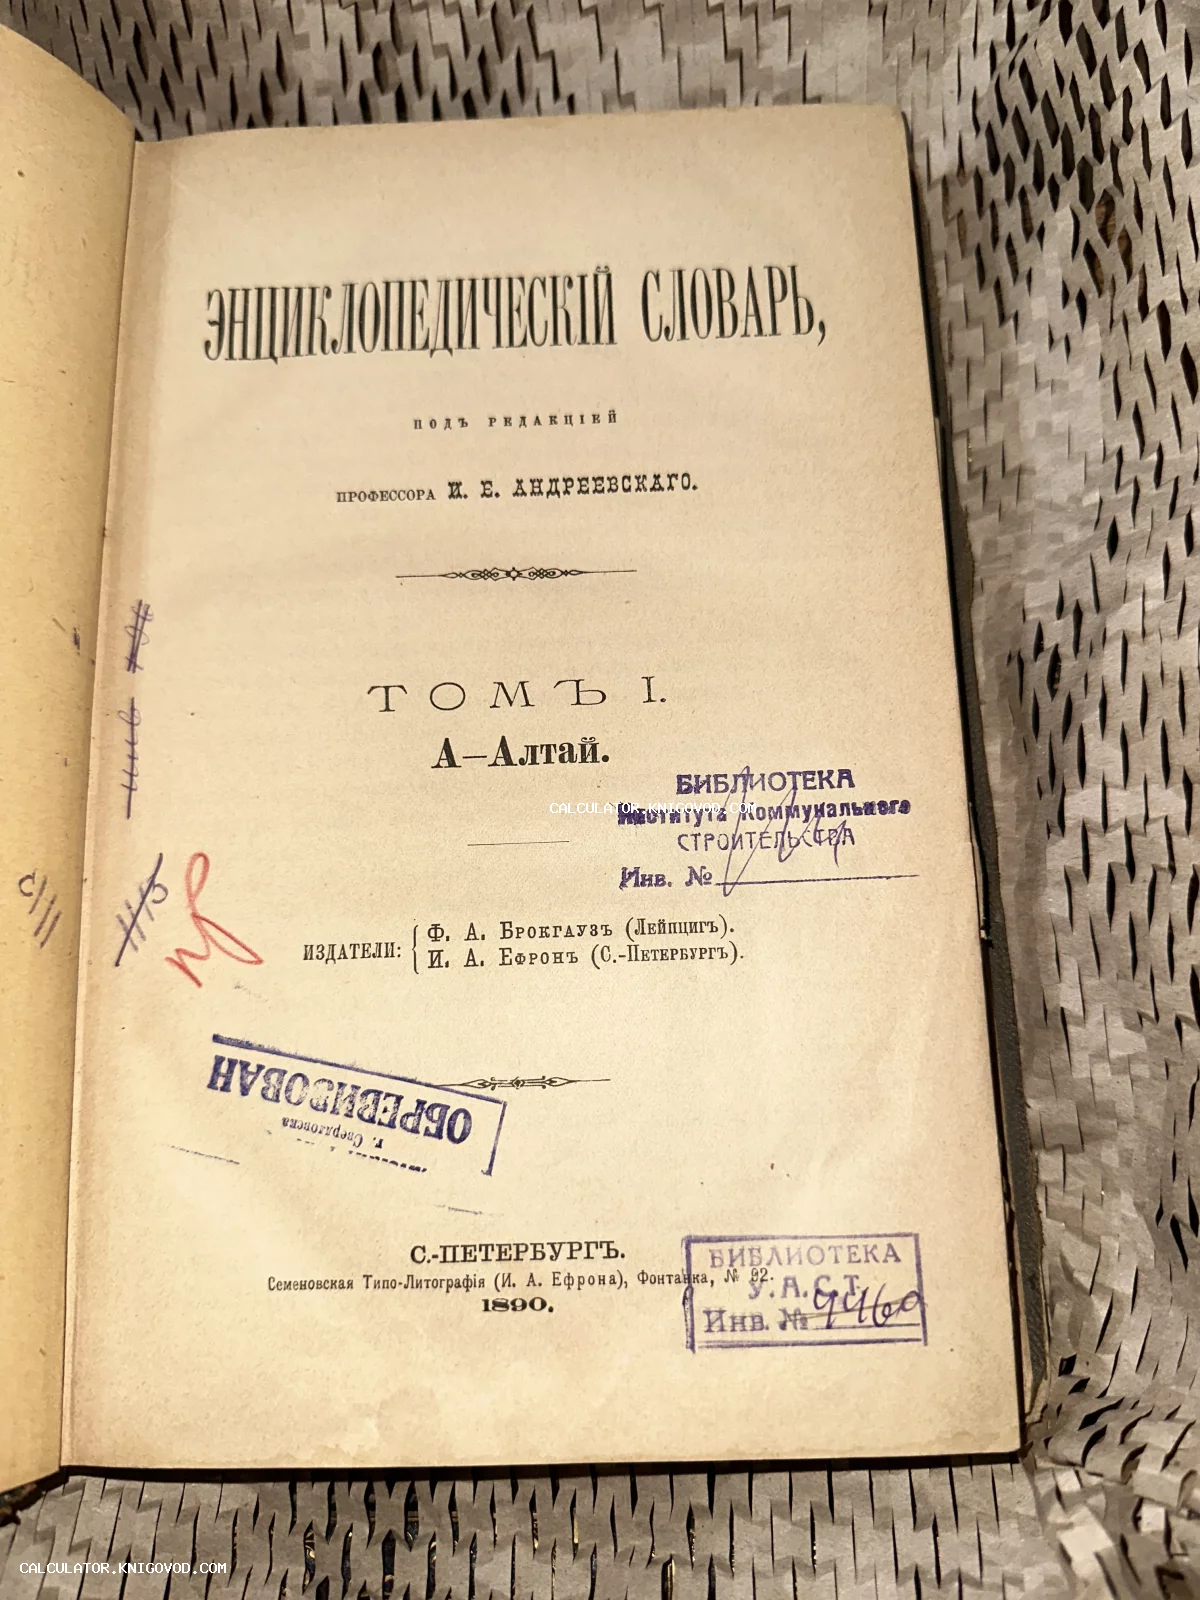 ЭНЦИКЛОПЕДИЧЕСКІЙ СЛОВАРЬ,
ПОДЪ РЕДАКЦІЕЙ
ПРОФЕССОРА И. Е. АНДРЕЕВСКАГО.
ТОМЪ I.
А—Алтай.
БИБЛИОТЕКА
Института Коммунального
СТРОИТЕЛЬСТВА
Инв. №
CALCULATOR.KNIGOVOD.COM
ИЗДАТЕЛИ:
Ф. А. Брокгаузъ (Лейпцигъ).
И. А. Ефронъ (С.-Петербургъ).
ОБРЕВИЗОВАН
г. Свердловска
С.-ПЕТЕРБУРГЪ.
Семеновская Типо-Литографія (И. А. Ефрона), Фонтанка, № 92.
1890.
БИБЛИОТЕКА
У.А.С.Т.
Инв. № 9460
CALCULATOR.KNIGOVOD.COM